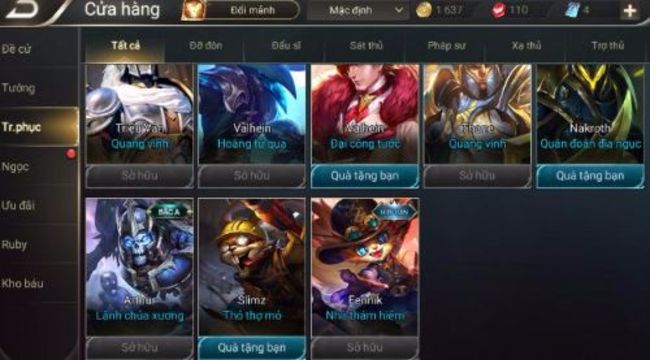 Cửa hàng
Đổi mảnh
Mặc định
1 637
110
4
Đề cử
Tướng
Tr.phục
Ngọc
Ưu đãi
Ruby
Kho báu
Tất cả
Đỡ đòn
Đấu sĩ
Sát thủ
Pháp sư
Xạ thủ
Trợ thủ
Triệu Vân
Quang vinh
Sở hữu
Valhein
Hoàng tử quạ
Sở hữu
Valhein
Đại công tước
Quà tặng bạn
Thorne
Quang vinh
Sở hữu
Nakroth
Quân đoàn địa ngục
Quà tặng bạn
BẬC A
Arthur
Lãnh chúa xương
Sở hữu
Slimz
Thỏ thợ mỏ
Quà tặng bạn
Fennik
Nhà thám hiểm
Sở hữu